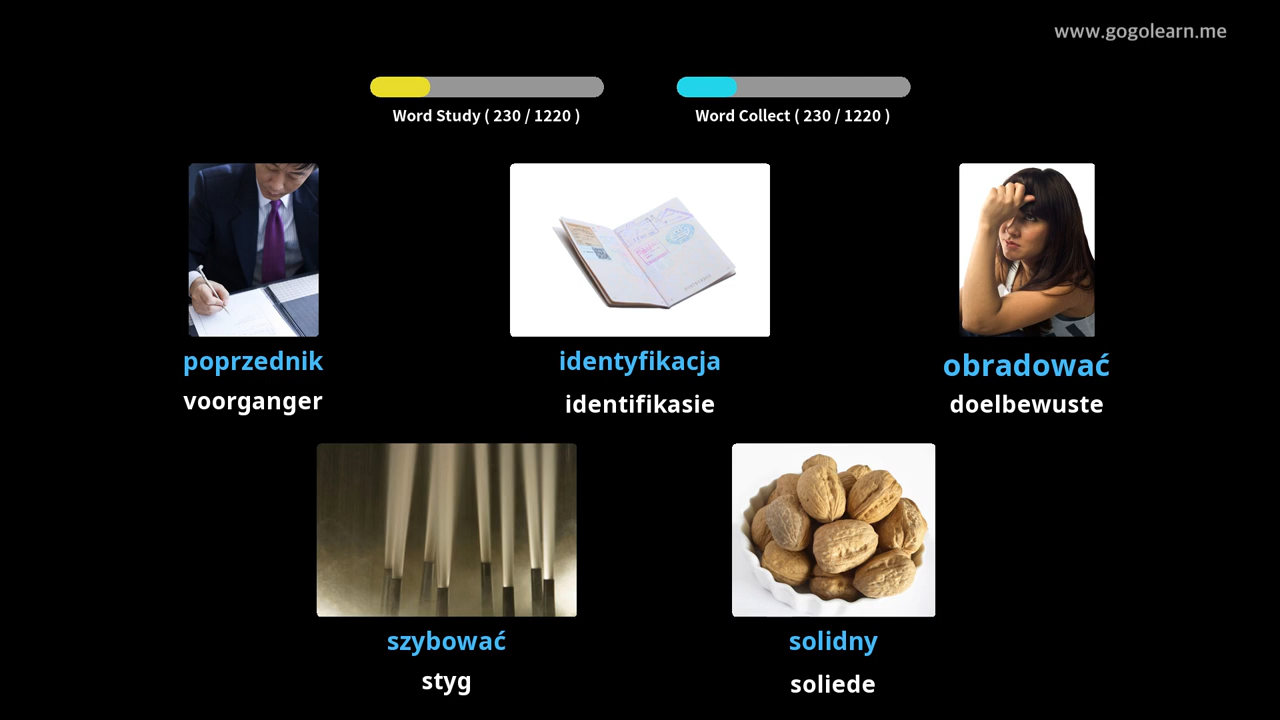 www.gogolearn.me
Word Study ( 230 / 1220 )
Word Collect ( 230 / 1220 )
poprzednik
voorganger
identyfikacja
identifikasie
obradować
doelbewuste
szybować
styg
solidny
soliede